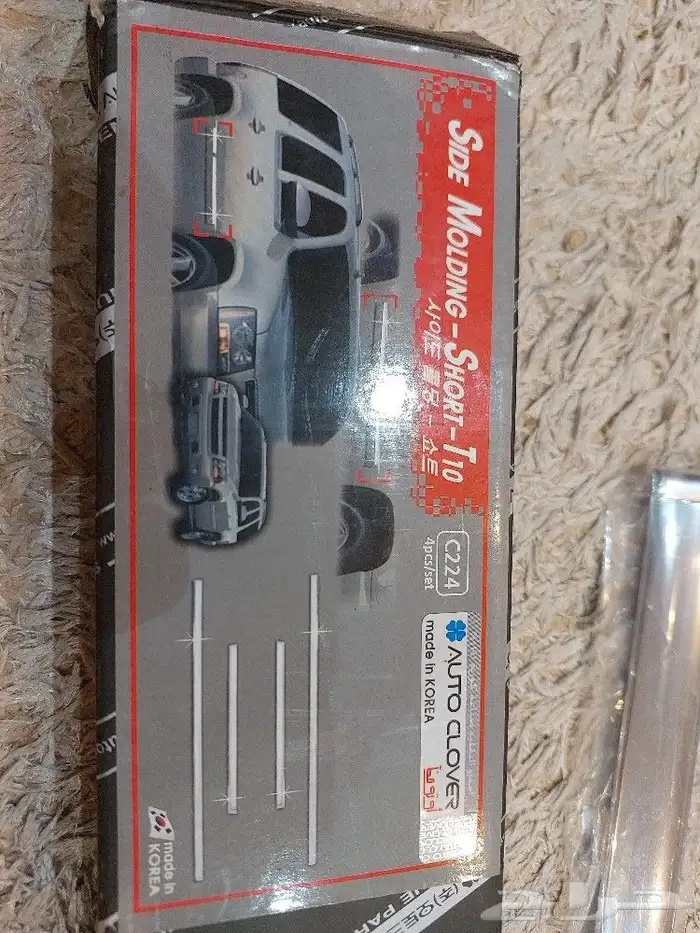 SIDE MOLDING-SHORT-T10
사이드 몰딩 - 쇼트
C224
4pcs/set
AUTO CLOVER
made in KOREA
made in
KOREA
حراج